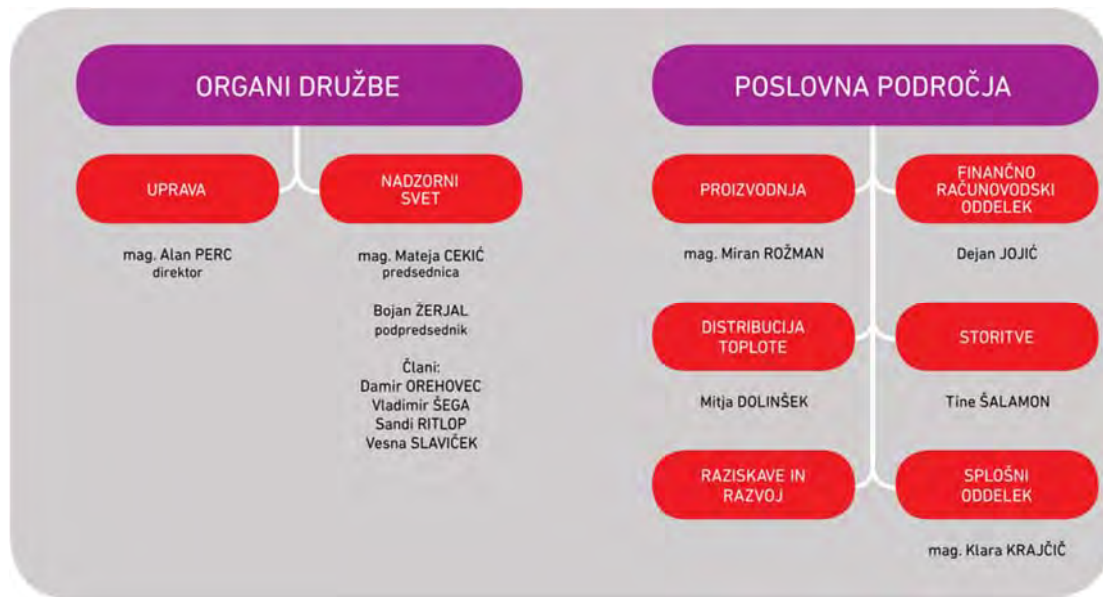 ORGANI DRUŽBE
UPRAVA
mag. Alan PERC
direktor
NADZORNI
SVET
mag. Mateja CEKIĆ
predsednica
Bojan ŽERJAL
podpredsednik
Člani:
Damir OREHOVEC
Vladimir ŠEGA
Sandi RITLOP
Vesna SLAVIČEK
POSLOVNA PODROČJA
PROIZVODNJA
mag. Miran ROŽMAN
FINANČNO
RAČUNOVODSKI
ODDELEK
Dejan JOJIĆ
DISTRIBUCIJA
TOPLOTE
Mitja DOLINŠEK
STORITVE
Tine ŠALAMON
RAZISKAVE IN
RAZVOJ
SPLOŠNI
ODDELEK
mag. Klara KRAJČIČ